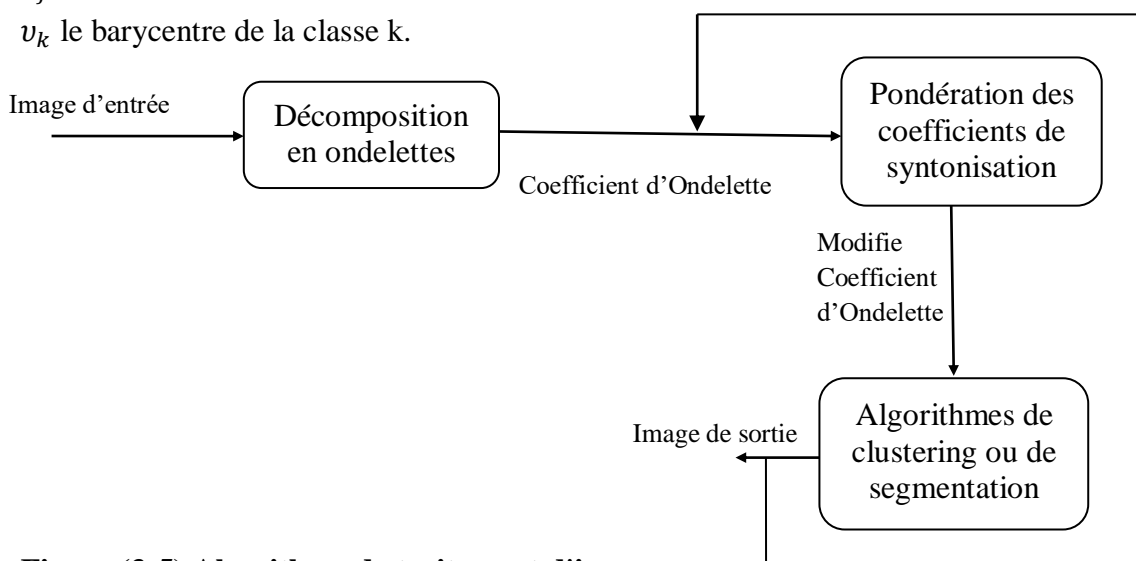 𝑣𝑘 le barycentre de la classe k.
Image d’entrée
Décomposition
en ondelettes
Coefficient d’Ondelette
Pondération des
coefficients de
syntonisation
Modifie
Coefficient
d’Ondelette
Algorithmes de
clustering ou de
segmentation
Image de sortie